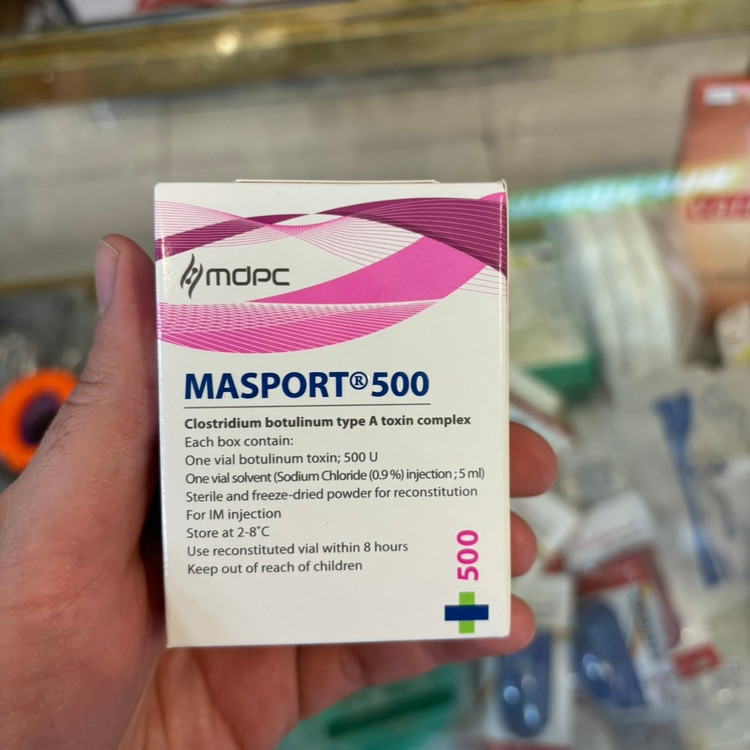 mdpc
MASPORT®500
Clostridium botulinum type A toxin complex
Each box contain:
One vial botulinum toxin; 500 U
One vial solvent (Sodium Chloride (0.9 %) injection ; 5 ml)
Sterile and freeze-dried powder for reconstitution
For IM injection
Store at 2-8˚C
Use reconstituted vial within 8 hours
Keep out of reach of children
500